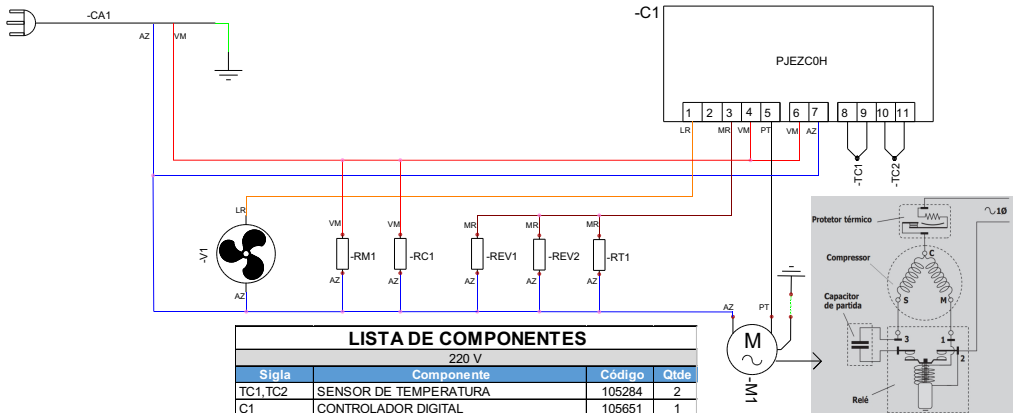 -CA1
AZ
VM
-C1
PJEZC0H
1 2 3 4 5 6 7 8 9 10 11
LR
MR
VM
PT
VM
AZ
-TC1
-TC2
LR
-V1
AZ
VM
-RM1
AZ
VM
-RC1
AZ
MR
-REV1
AZ
MR
-REV2
AZ
MR
-RT1
AZ
AZ
PT
M
-M1
Protetor térmico
1Ø
C
Compressor
S
M
Capacitor
de partida
3
1
2
Relé
LISTA DE COMPONENTES
220 V
Sigla Componente Código Qtde
TC1,TC2 SENSOR DE TEMPERATURA 105284 2
C1 CONTROLADOR DIGITAL 105651 1